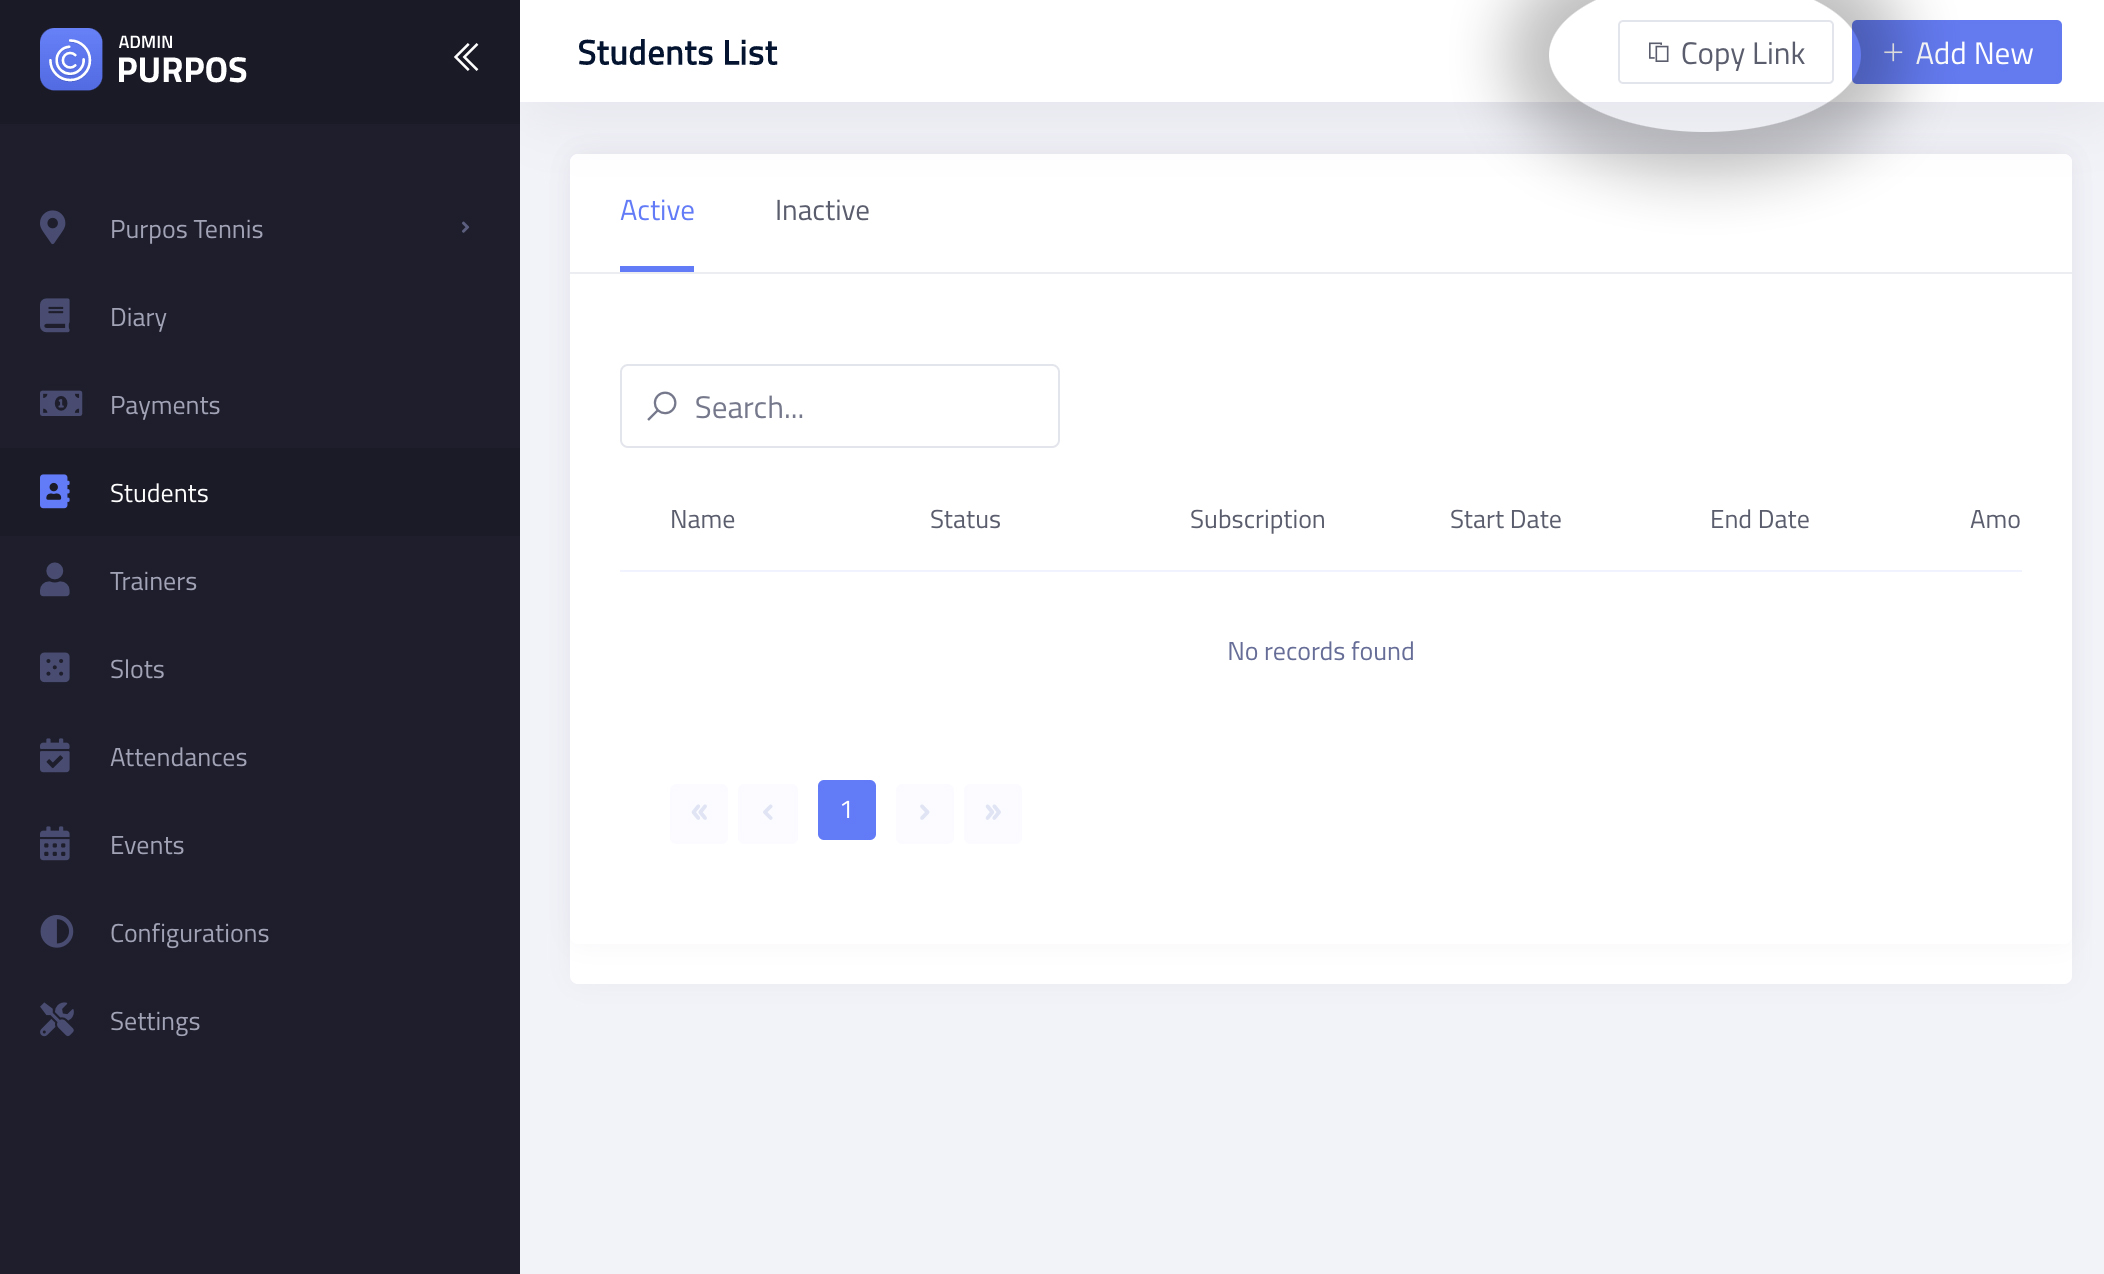 ADMIN
PURPOS
Purpos Tennis
Diary
Payments
Students
Trainers
Slots
Attendances
Events
Configurations
Settings
Students List
Copy Link
Add New
Active
Inactive
Search...
Name Status Subscription Start Date End Date Amo
No records found
« ‹ 1 › »